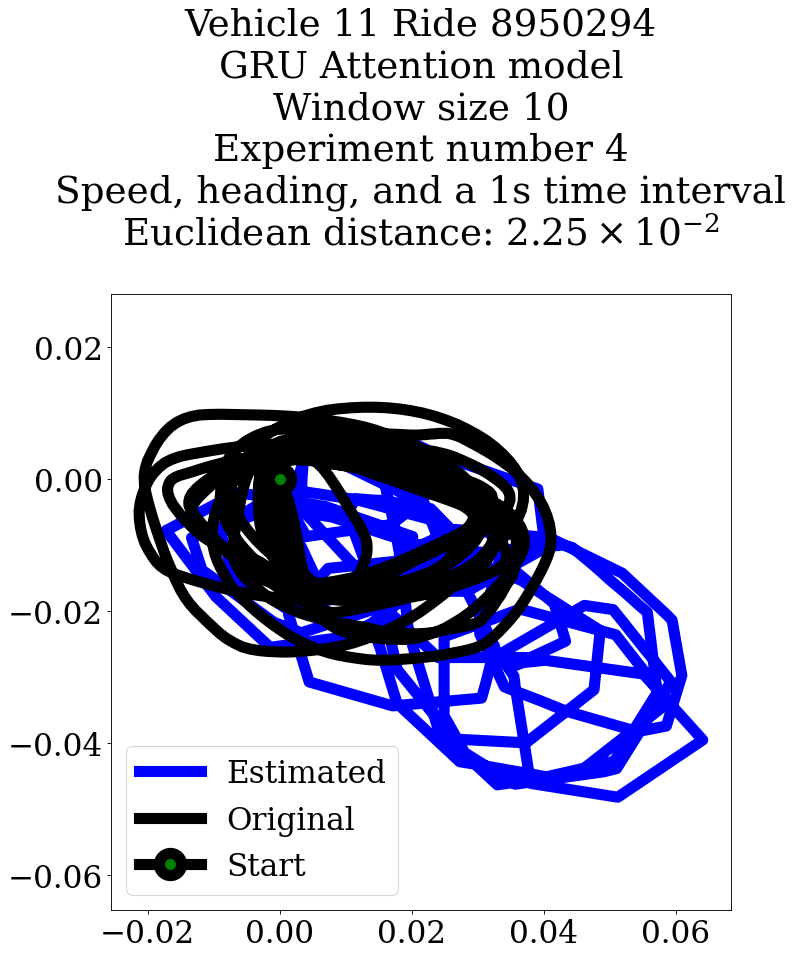 Vehicle 11 Ride 8950294
GRU Attention model
Window size 10
Experiment number 4
Speed, heading, and a 1s time interval
Euclidean distance: 2.25 × 10⁻²
0.02
0.00
−0.02
−0.04
−0.06
Estimated
Original
Start
−0.02 0.00 0.02 0.04 0.06